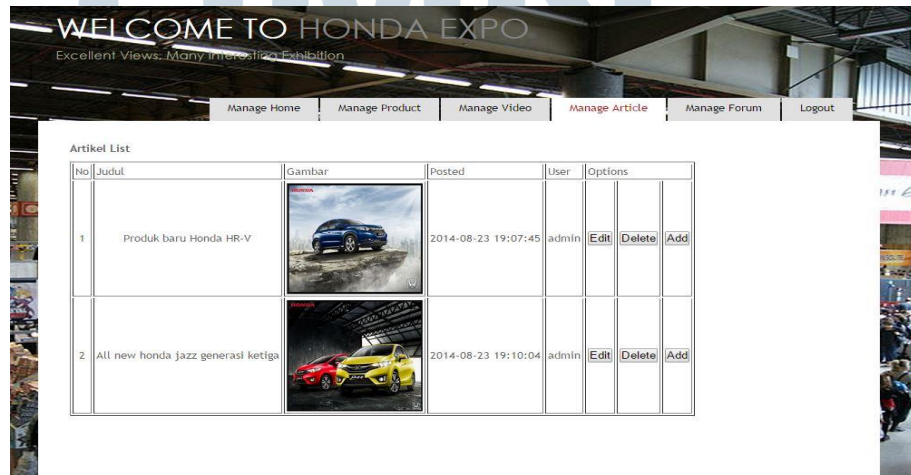 WELCOME TO HONDA EXPO
Excellent Views, Many Interesting Exhibition
Manage Home Manage Product Manage Video Manage Article Manage Forum Logout
Artikel List
No Judul Gambar Posted User Options
HONDA
1 Produk baru Honda HR-V 2014-08-23 19:07:45 admin Edit Delete Add
HONDA
2 All new honda jazz generasi ketiga 2014-08-23 19:10:04 admin Edit Delete Add